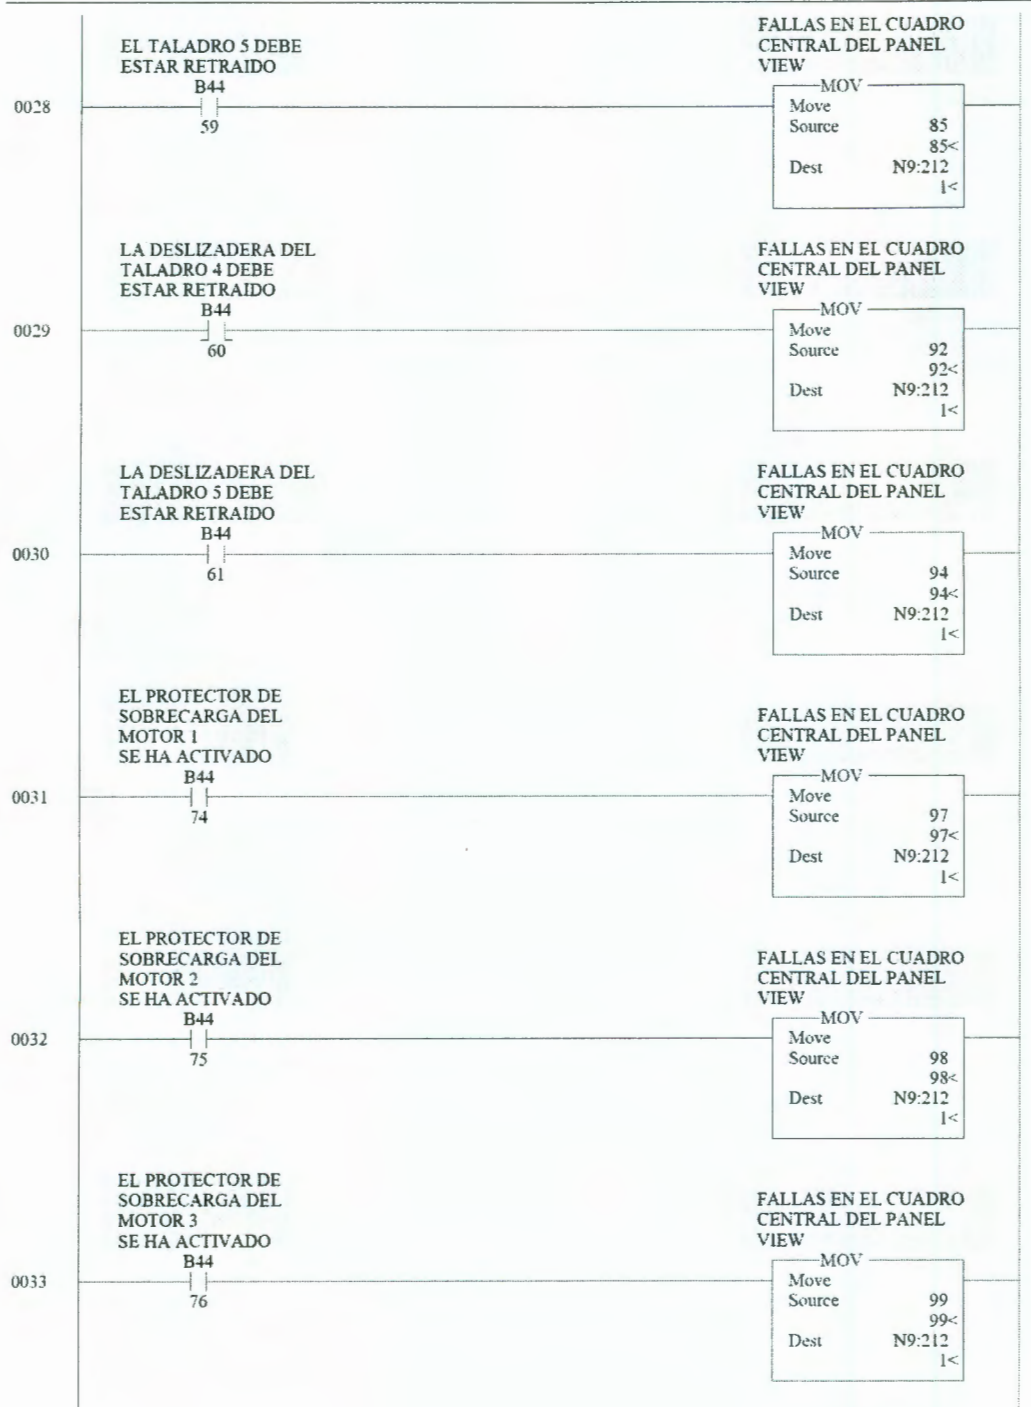 EL TALADRO 5 DEBE
ESTAR RETRAIDO
B44
59
0028
FALLAS EN EL CUADRO
CENTRAL DEL PANEL
VIEW
MOV
Move
Source 85
85<
Dest N9:212
1<
LA DESLIZADERA DEL
TALADRO 4 DEBE
ESTAR RETRAIDO
B44
60
0029
FALLAS EN EL CUADRO
CENTRAL DEL PANEL
VIEW
MOV
Move
Source 92
92<
Dest N9:212
1<
LA DESLIZADERA DEL
TALADRO 5 DEBE
ESTAR RETRAIDO
B44
61
0030
FALLAS EN EL CUADRO
CENTRAL DEL PANEL
VIEW
MOV
Move
Source 94
94<
Dest N9:212
1<
EL PROTECTOR DE
SOBRECARGA DEL
MOTOR 1
SE HA ACTIVADO
B44
74
0031
FALLAS EN EL CUADRO
CENTRAL DEL PANEL
VIEW
MOV
Move
Source 97
97<
Dest N9:212
1<
EL PROTECTOR DE
SOBRECARGA DEL
MOTOR 2
SE HA ACTIVADO
B44
75
0032
FALLAS EN EL CUADRO
CENTRAL DEL PANEL
VIEW
MOV
Move
Source 98
98<
Dest N9:212
1<
EL PROTECTOR DE
SOBRECARGA DEL
MOTOR 3
SE HA ACTIVADO
B44
76
0033
FALLAS EN EL CUADRO
CENTRAL DEL PANEL
VIEW
MOV
Move
Source 99
99<
Dest N9:212
1<